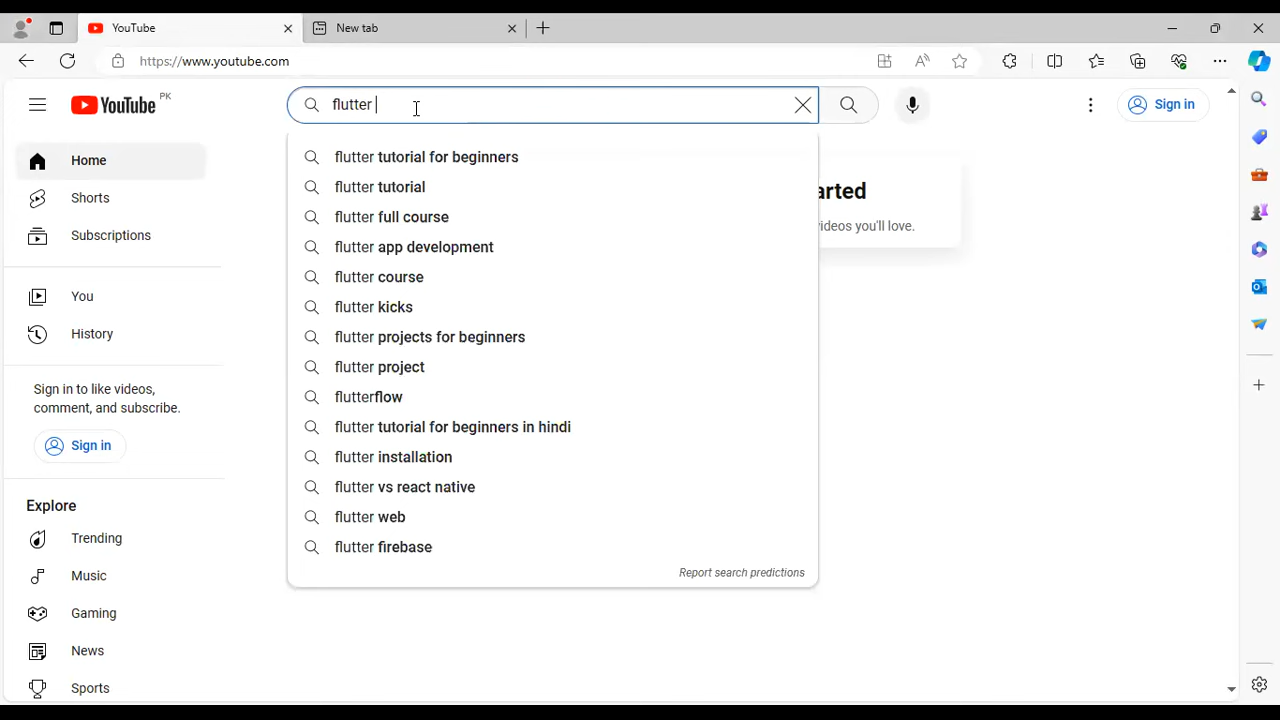 YouTube
New tab
https://www.youtube.com
YouTube PK
flutter
Sign in
Home
Shorts
Subscriptions
You
History
Sign in to like videos,
comment, and subscribe.
Sign in
Explore
Trending
Music
Gaming
News
Sports
flutter tutorial for beginners
flutter tutorial
flutter full course
flutter app development
flutter course
flutter kicks
flutter projects for beginners
flutter project
flutterflow
flutter tutorial for beginners in hindi
flutter installation
flutter vs react native
flutter web
flutter firebase
Report search predictions
arted
videos you'll love.